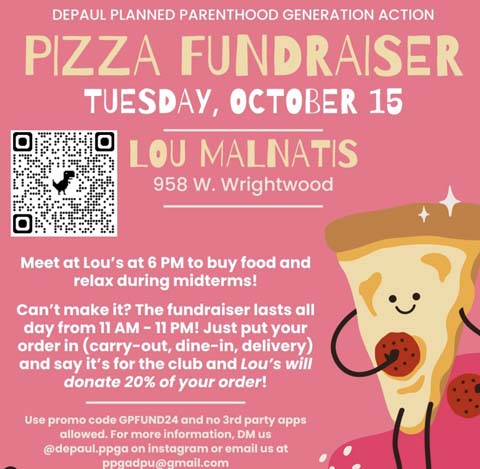 DEPAUL PLANNED PARENTHOOD GENERATION ACTION
PIZZA FUNDRAISER
TUESDAY, OCTOBER 15
LOU MALNATIS
958 W. Wrightwood
Meet at Lou's at 6 PM to buy food and
relax during midterms!
Can't make it? The fundraiser lasts all
day from 11 AM - 11 PM! Just put your
order in (carry-out, dine-in, delivery)
and say it's for the club and Lou's will
donate 20% of your order!
Use promo code GPFUND24 and no 3rd party apps
allowed. For more information, DM us
@depaul.ppga on instagram or email us at
ppgadpu@gmail.com